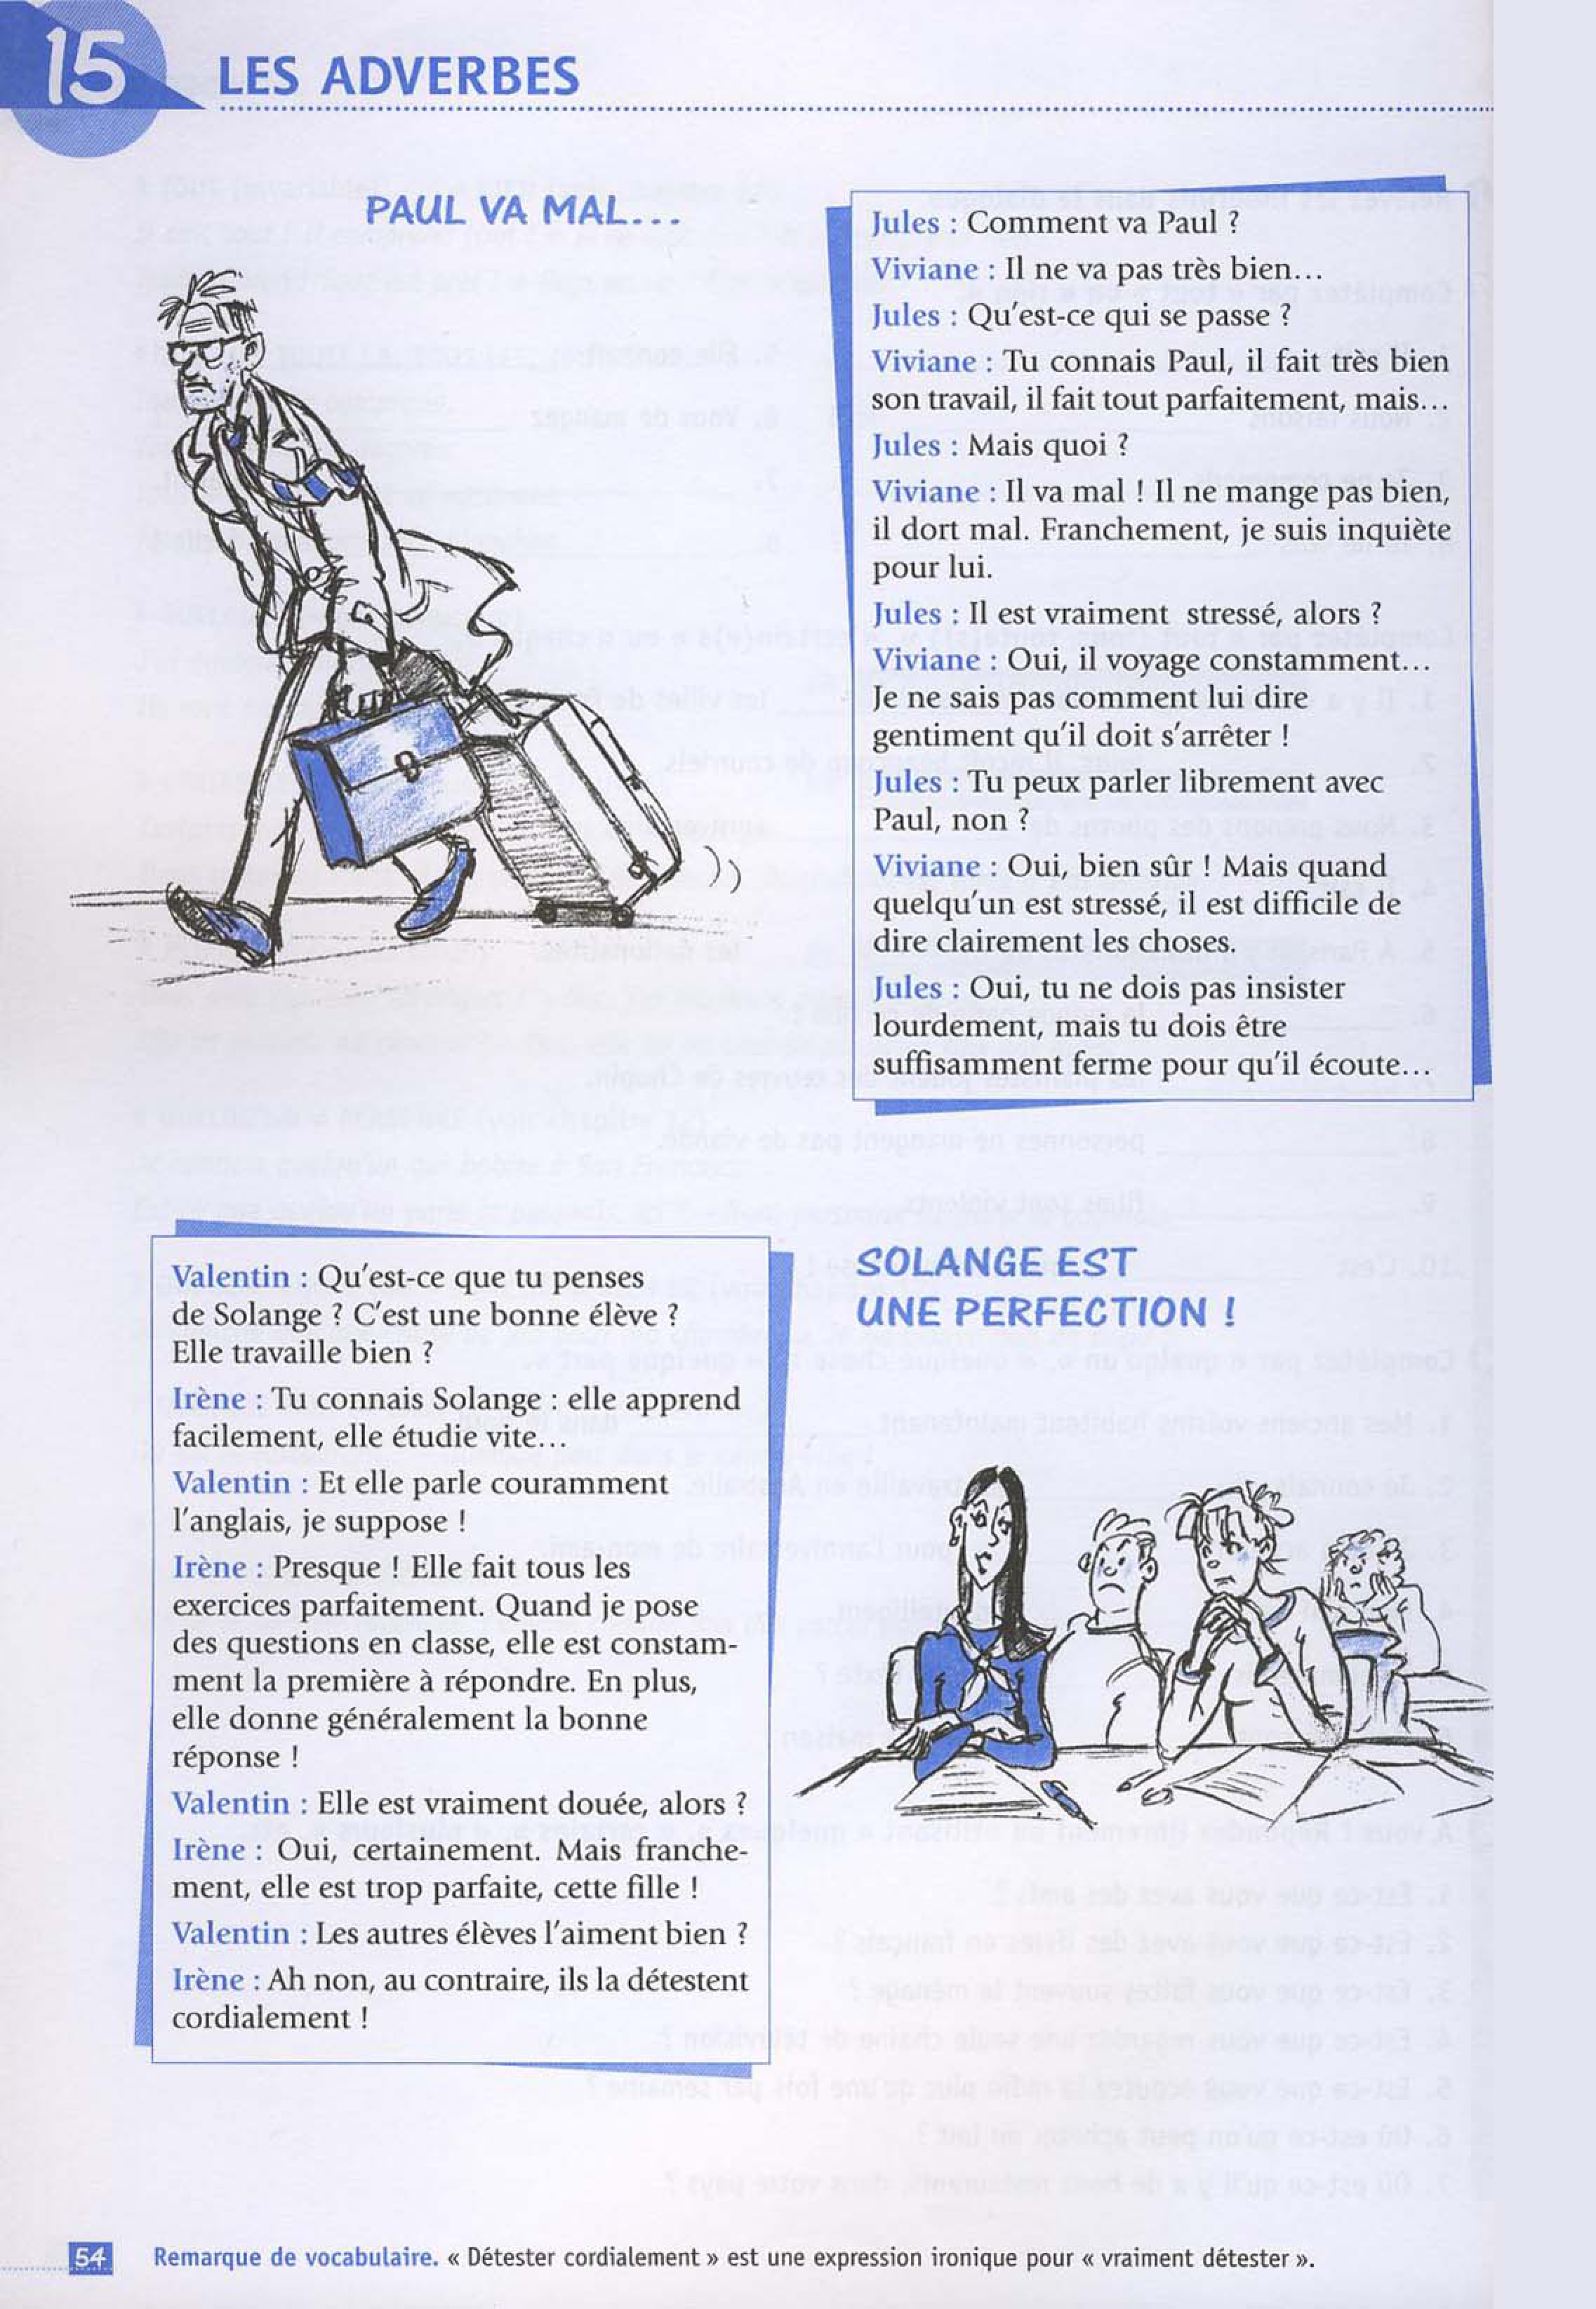 15
LES ADVERBES
PAUL VA MAL...
Jules : Comment va Paul ?
Viviane : Il ne va pas très bien...
Jules : Qu'est-ce qui se passe ?
Viviane : Tu connais Paul, il fait très bien
son travail, il fait tout parfaitement, mais...
Jules : Mais quoi ?
Viviane : Il va mal ! Il ne mange pas bien,
il dort mal. Franchement, je suis inquiète
pour lui.
Jules : Il est vraiment stressé, alors ?
Viviane : Oui, il voyage constamment...
Je ne sais pas comment lui dire
gentiment qu'il doit s'arrêter !
Jules : Tu peux parler librement avec
Paul, non ?
Viviane : Oui, bien sûr ! Mais quand
quelqu'un est stressé, il est difficile de
dire clairement les choses.
Jules : Oui, tu ne dois pas insister
lourdement, mais tu dois être
suffisamment ferme pour qu'il écoute...
SOLANGE EST
UNE PERFECTION !
Valentin : Qu'est-ce que tu penses
de Solange ? C'est une bonne élève ?
Elle travaille bien ?
Irène : Tu connais Solange : elle apprend
facilement, elle étudie vite...
Valentin : Et elle parle couramment
l'anglais, je suppose !
Irène : Presque ! Elle fait tous les
exercices parfaitement. Quand je pose
des questions en classe, elle est constam-
ment la première à répondre. En plus,
elle donne généralement la bonne
réponse !
Valentin : Elle est vraiment douée, alors ?
Irène : Oui, certainement. Mais franche-
ment, elle est trop parfaite, cette fille !
Valentin : Les autres élèves l'aiment bien ?
Irène : Ah non, au contraire, ils la détestent
cordialement !
54
Remarque de vocabulaire. « Détester cordialement » est une expression ironique pour « vraiment détester ».